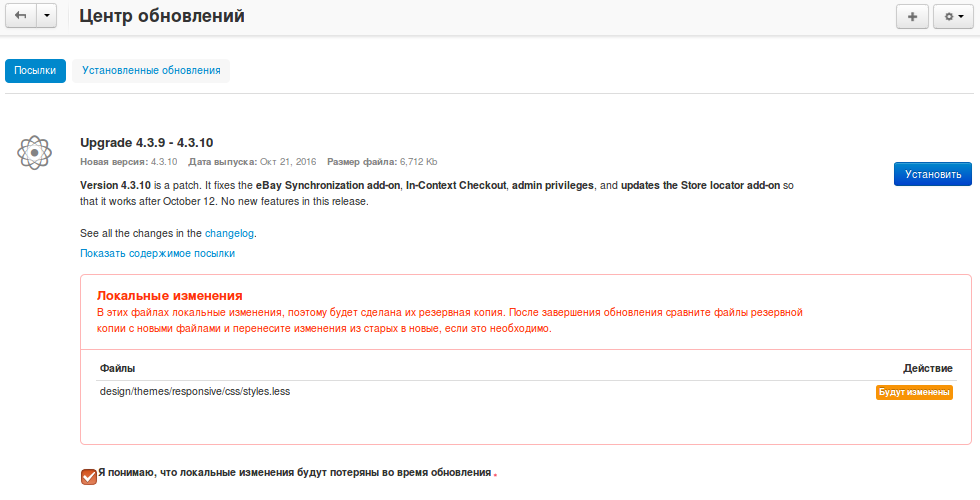 Центр обновлений
Посылки
Установленные обновления
Upgrade 4.3.9 - 4.3.10
Новая версия: 4.3.10 Дата выпуска: Окт 21, 2016 Размер файла: 6,712 Kb
Version 4.3.10 is a patch. It fixes the eBay Synchronization add-on, In-Context Checkout, admin privileges, and updates the Store locator add-on so
that it works after October 12. No new features in this release.
Установить
See all the changes in the changelog.
Показать содержимое посылки
Локальные изменения
В этих файлах локальные изменения, поэтому будет сделана их резервная копия. После завершения обновления сравните файлы резервной
копии с новыми файлами и перенесите изменения из старых в новые, если это необходимо.
Файлы Действие
design/themes/responsive/css/styles.less Будут изменены
Я понимаю, что локальные изменения будут потеряны во время обновления *